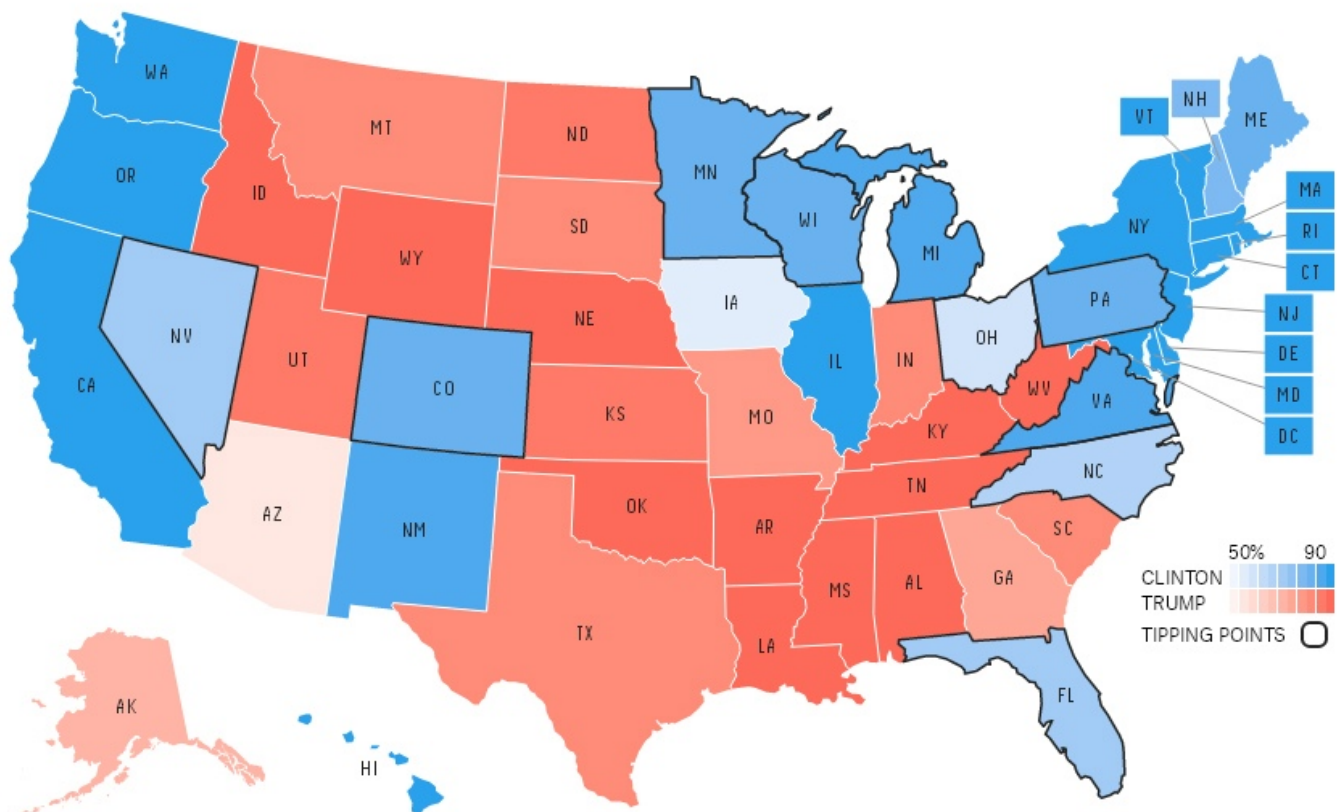 WA
OR
CA
NV
ID
MT
WY
UT
AZ
CO
NM
ND
SD
NE
KS
OK
TX
MN
IA
MO
AR
LA
WI
IL
MI
IN
OH
KY
TN
MS
AL
GA
FL
SC
NC
VA
WV
PA
NY
VT
NH
ME
MA
RI
CT
NJ
DE
MD
DC
AK
HI
50% 90
CLINTON
TRUMP
TIPPING POINTS